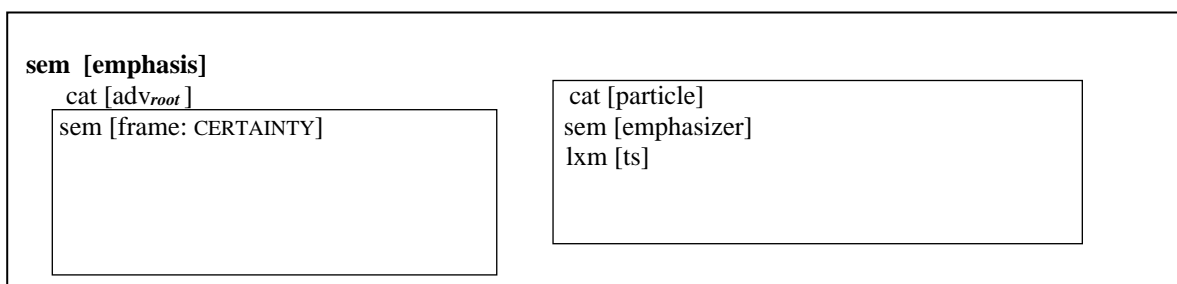 sem [emphasis]
cat [advroot ]
sem [frame: CERTAINTY]
cat [particle]
sem [emphasizer]
lxm [ts]